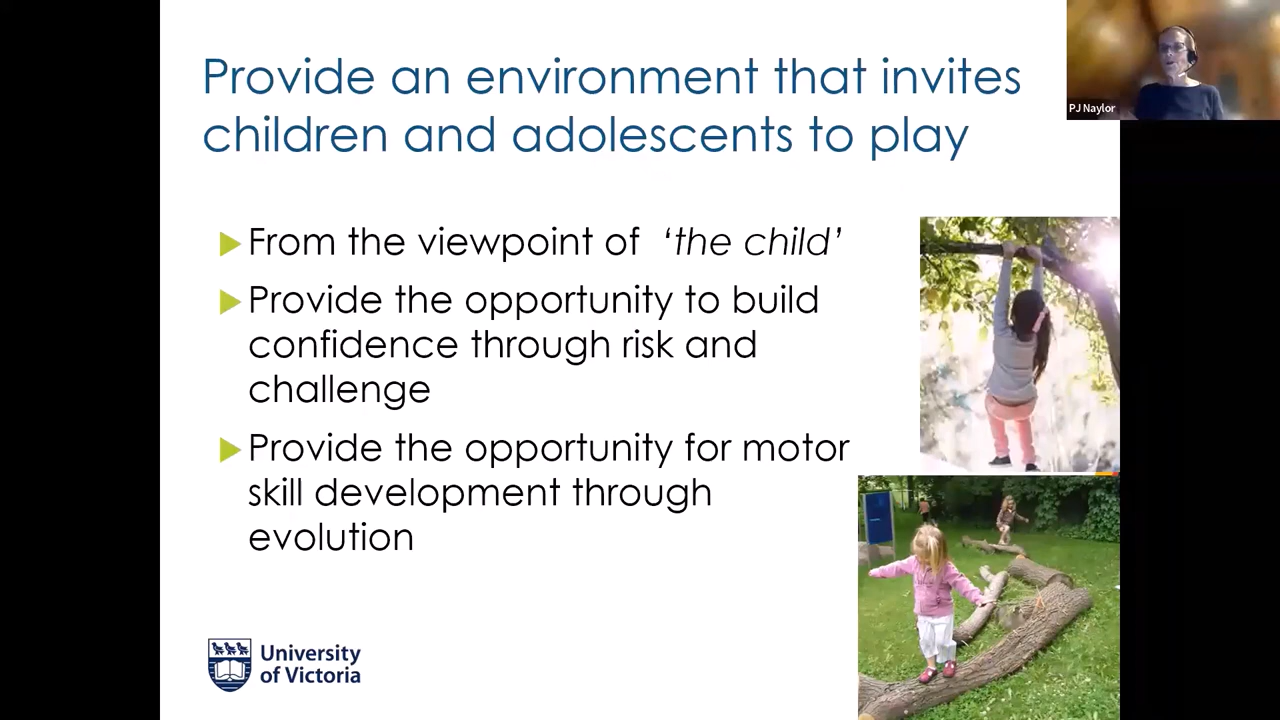 Provide an environment that invites
children and adolescents to play
PJ Naylor
From the viewpoint of ‘the child’
Provide the opportunity to build
confidence through risk and
challenge
Provide the opportunity for motor
skill development through
evolution
University
of Victoria